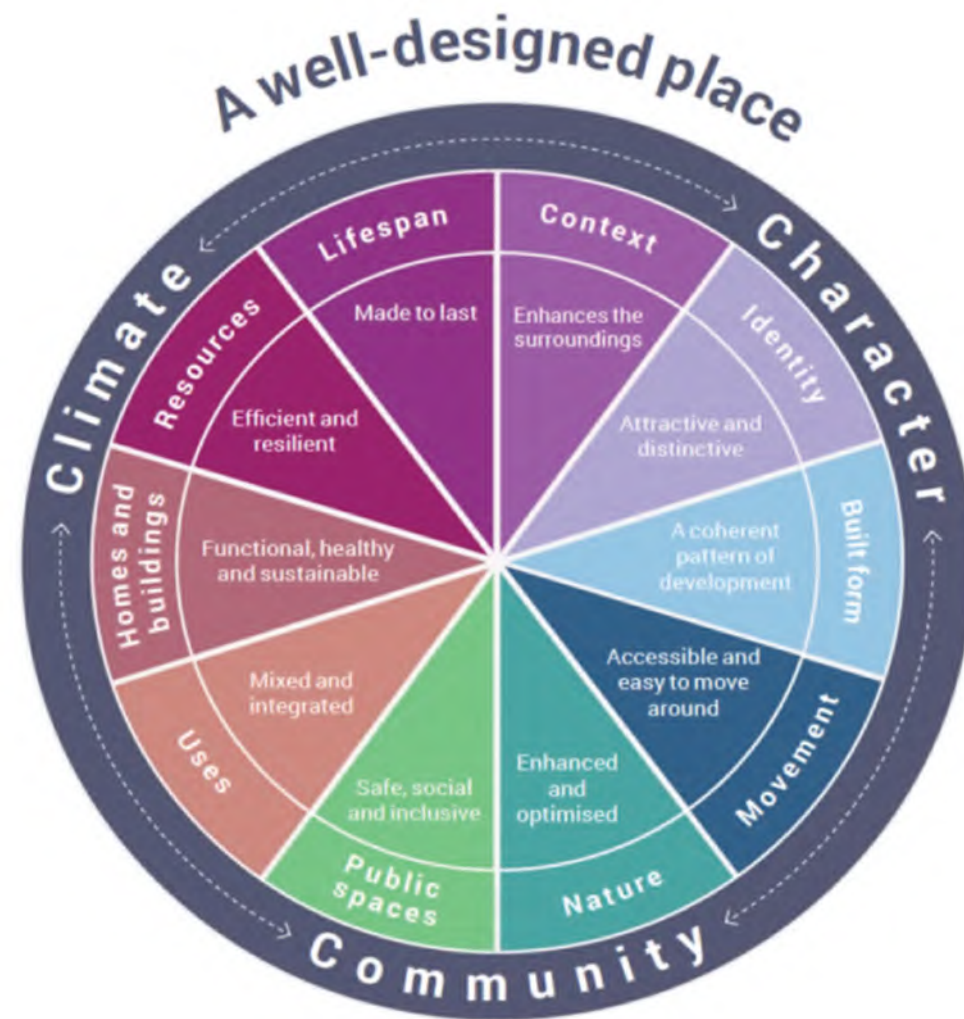 A well-designed place
Climate
Character
Community
Context
Enhances the
surroundings
Identity
Attractive and
distinctive
Built form
A coherent
pattern of
development
Movement
Accessible and
easy to move
around
Nature
Enhanced
and
optimised
Public
spaces
Safe, social
and inclusive
Uses
Mixed and
integrated
Homes and
buildings
Functional, healthy
and sustainable
Resources
Efficient and
resilient
Lifespan
Made to last